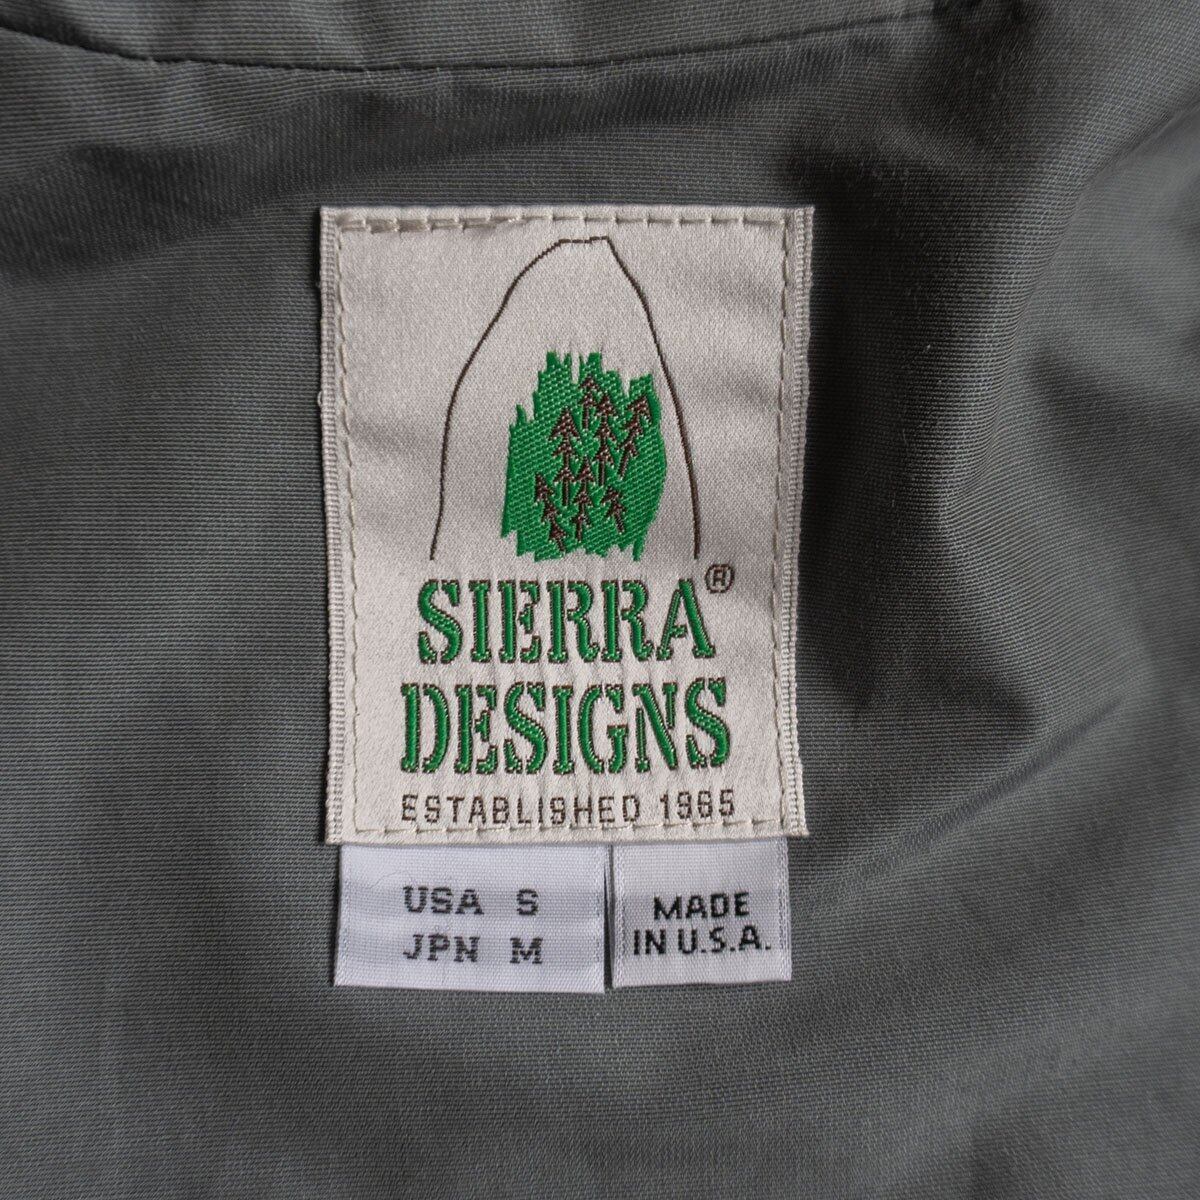 SIERRA®
DESIGNS
ESTABLISHED 1965
USA S
JPN M
MADE
IN U.S.A.